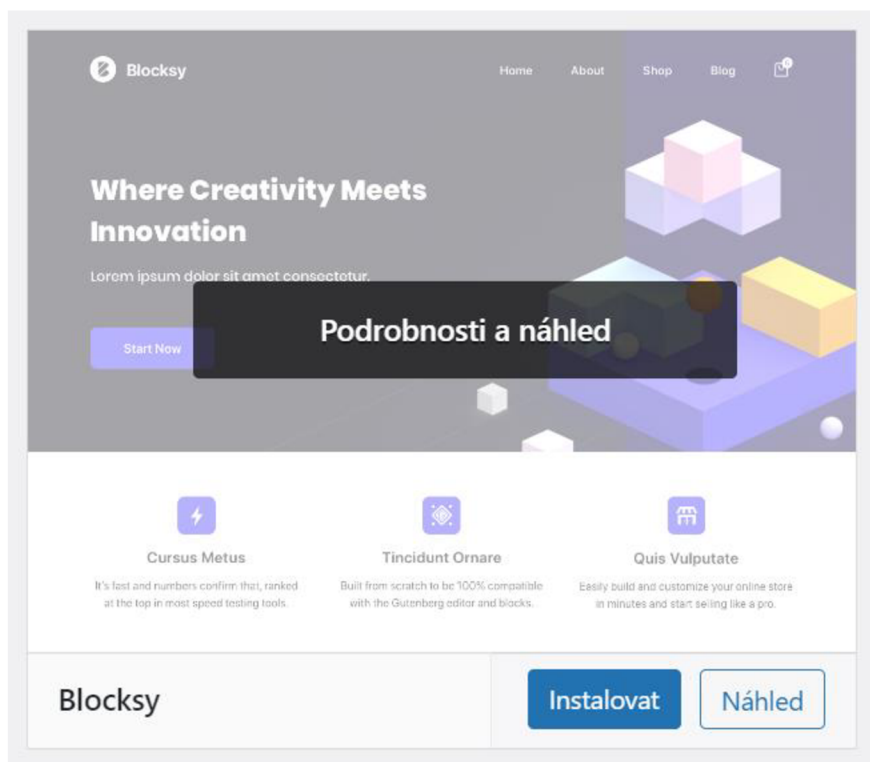 Blocksy
Home About Shop Blog
0
Where Creativity Meets
Innovation
Lorem ipsum dolor sit amet consectetur.
Podrobnosti a náhled
Start Now
Cursus Metus
It's fast and numbers confirm that, ranked
at the top in most speed testing tools.
Tincidunt Ornare
Built from scratch to be 100% compatible
with the Gutenberg editor and blocks.
Quis Vulputate
Easily build and customize your online store
in minutes and start selling like a pro.
Blocksy
Instalovat
Náhled